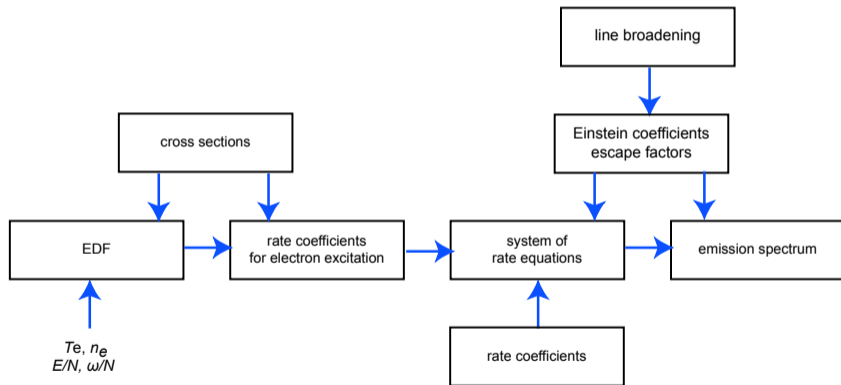 line broadening
cross sections
Einstein coefficients
escape factors
EDF
rate coefficients
for electron excitation
system of
rate equations
emission spectrum
Te, ne
E/N, ω/N
rate coefficients